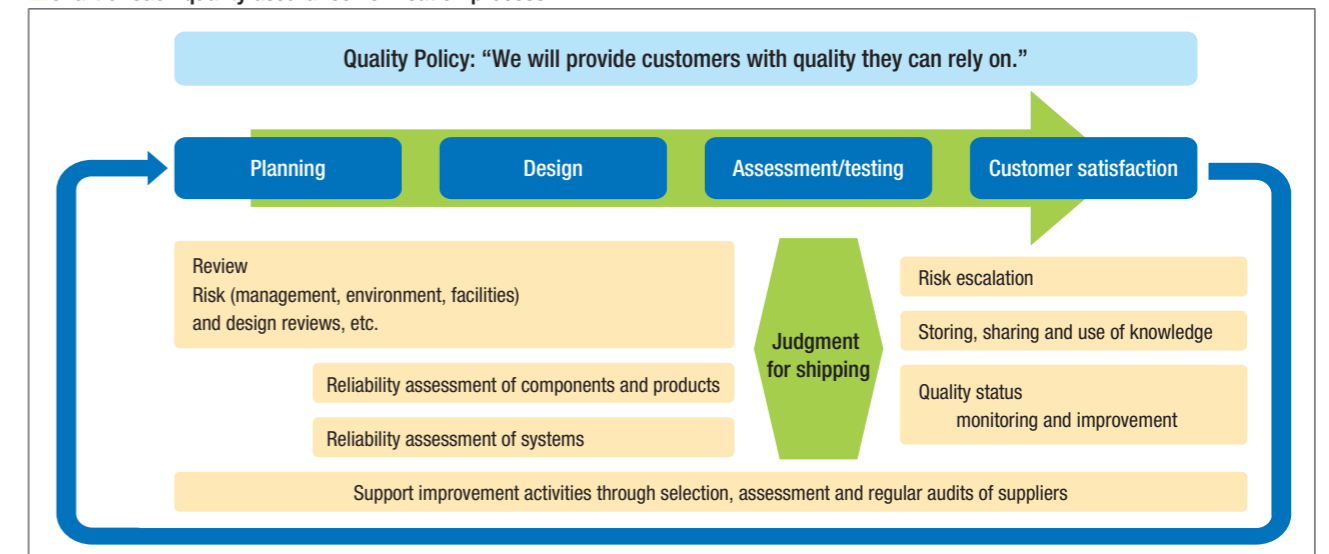 Quality Policy: “We will provide customers with quality they can rely on.”
Planning
Design
Assessment/testing
Customer satisfaction
Review
Risk (management, environment, facilities)
and design reviews, etc.
Reliability assessment of components and products
Reliability assessment of systems
Judgment
for shipping
Risk escalation
Storing, sharing and use of knowledge
Quality status
monitoring and improvement
Support improvement activities through selection, assessment and regular audits of suppliers